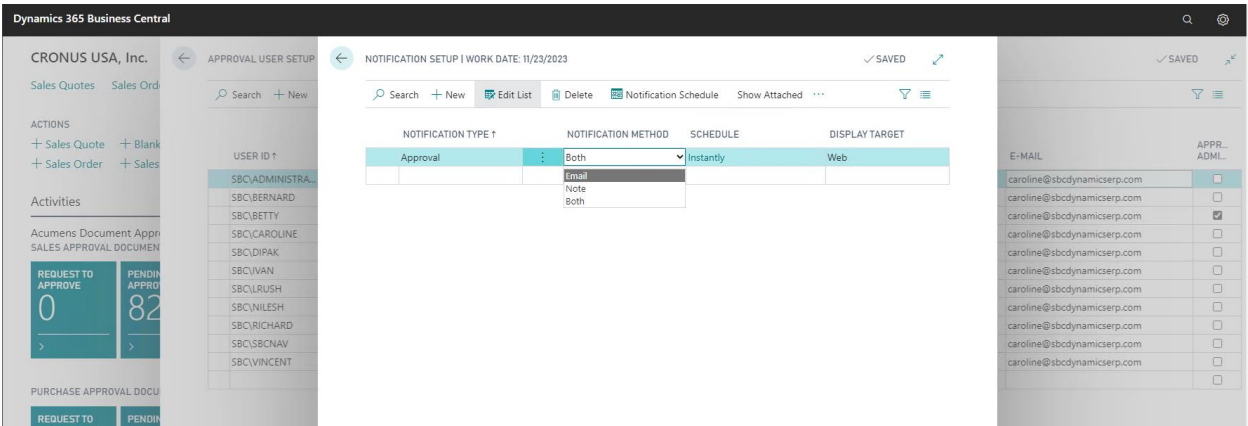 Dynamics 365 Business Central
CRONUS USA, Inc.
Sales Quotes Sales Ord
ACTIONS
+ Sales Quote + Blank
+ Sales Order + Sales
Activities
Acumens Document Appr
SALES APPROVAL DOCUMEN
REQUEST TO APPROVE
0
PENDIN
APPRO
82
PURCHASE APPROVAL DOCU
REQUEST TO
PENDIN
APPROVAL USER SETUP
Search + New
USER ID ↑
SBC\ADMINISTRA...
SBC\BERNARD
SBC\BETTY
SBC\CAROLINE
SBC\DIPAK
SBC\IVAN
SBC\LRUSH
SBC\NILESH
SBC\RICHARD
SBC\SBCNAV
SBC\VINCENT
NOTIFICATION SETUP | WORK DATE: 11/23/2023
✓ SAVED
Search + New Edit List Delete Notification Schedule Show Attached ...
NOTIFICATION TYPE ↑ NOTIFICATION METHOD SCHEDULE DISPLAY TARGET
Approval Both Instantly Web
Email
Note
Both
✓ SAVED
E-MAIL
APPR...
ADMI...
caroline@sbcdynamicserp.com
caroline@sbcdynamicserp.com
caroline@sbcdynamicserp.com
caroline@sbcdynamicserp.com
caroline@sbcdynamicserp.com
caroline@sbcdynamicserp.com
caroline@sbcdynamicserp.com
caroline@sbcdynamicserp.com
caroline@sbcdynamicserp.com
caroline@sbcdynamicserp.com
caroline@sbcdynamicserp.com